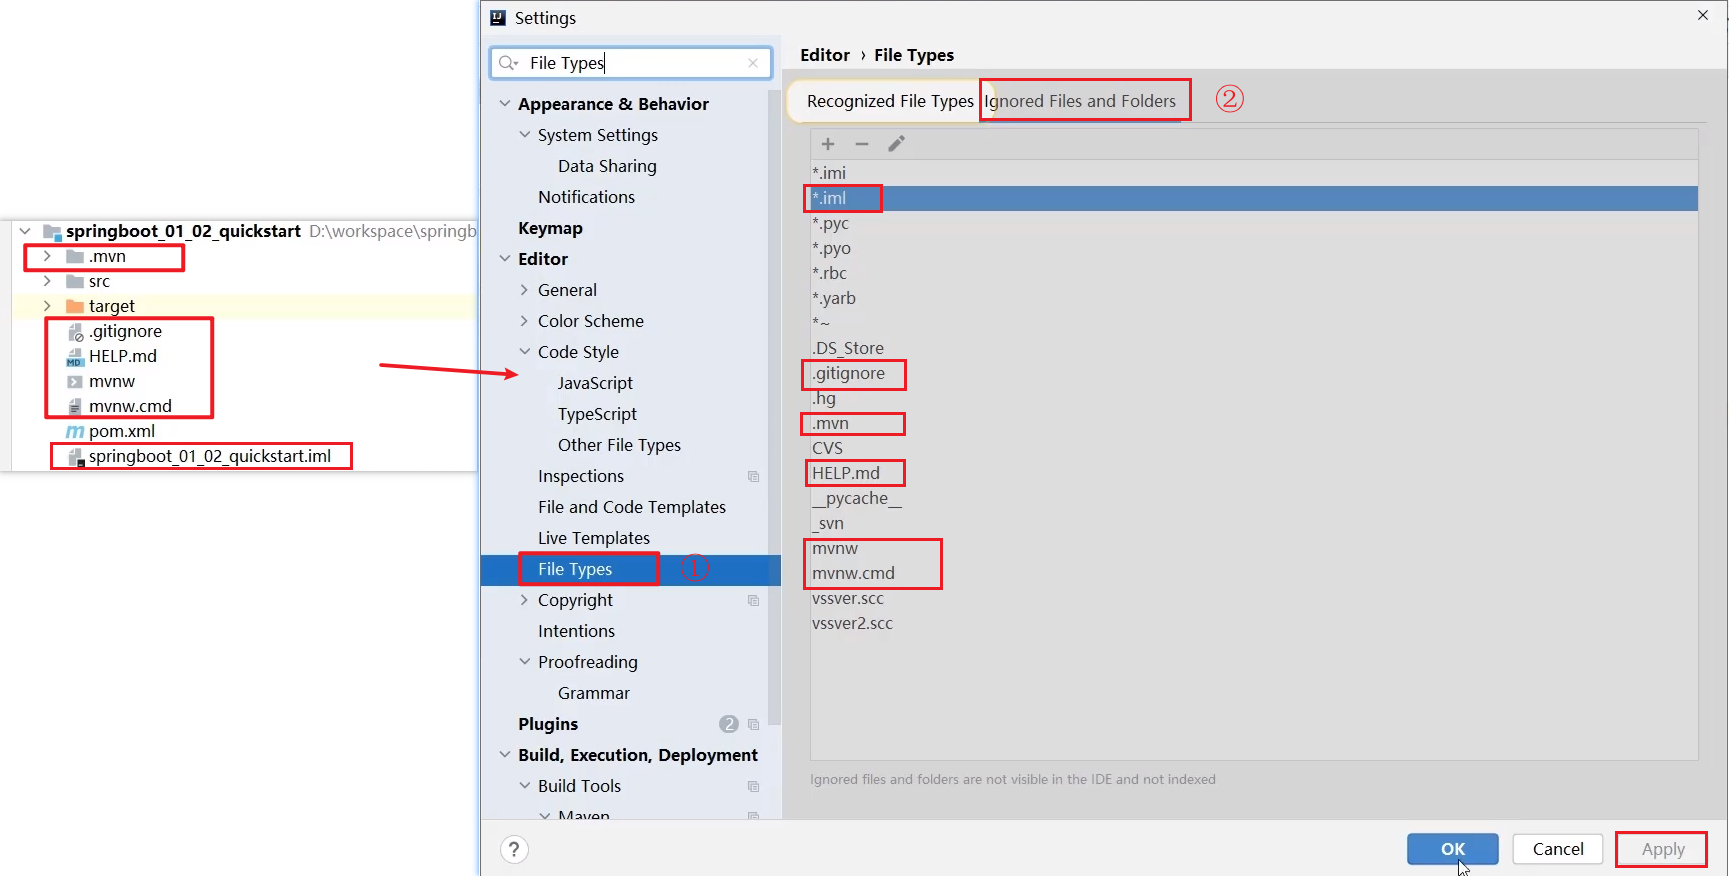 springboot_01_02_quickstart D:\workspace\springb
.mvn
src
target
.gitignore
HELP.md
MD
mvnw
mvnw.cmd
m pom.xml
springboot_01_02_quickstart.iml
IJ Settings
File Types
Appearance & Behavior
System Settings
Data Sharing
Notifications
Keymap
Editor
General
Color Scheme
Code Style
JavaScript
TypeScript
Other File Types
Inspections
File and Code Templates
Live Templates
File Types ①
Copyright
Intentions
Proofreading
Grammar
Plugins 2
Build, Execution, Deployment
Build Tools
Maven
Editor › File Types
Recognized File Types Ignored Files and Folders ②
*.imi
*.iml
*.pyc
*.pyo
*.rbc
*.yarb
*~
.DS_Store
.gitignore
.hg
.mvn
CVS
HELP.md
__pycache__
_svn
mvnw
mvnw.cmd
vssver.scc
vssver2.scc
Ignored files and folders are not visible in the IDE and not indexed
? OK Cancel Apply